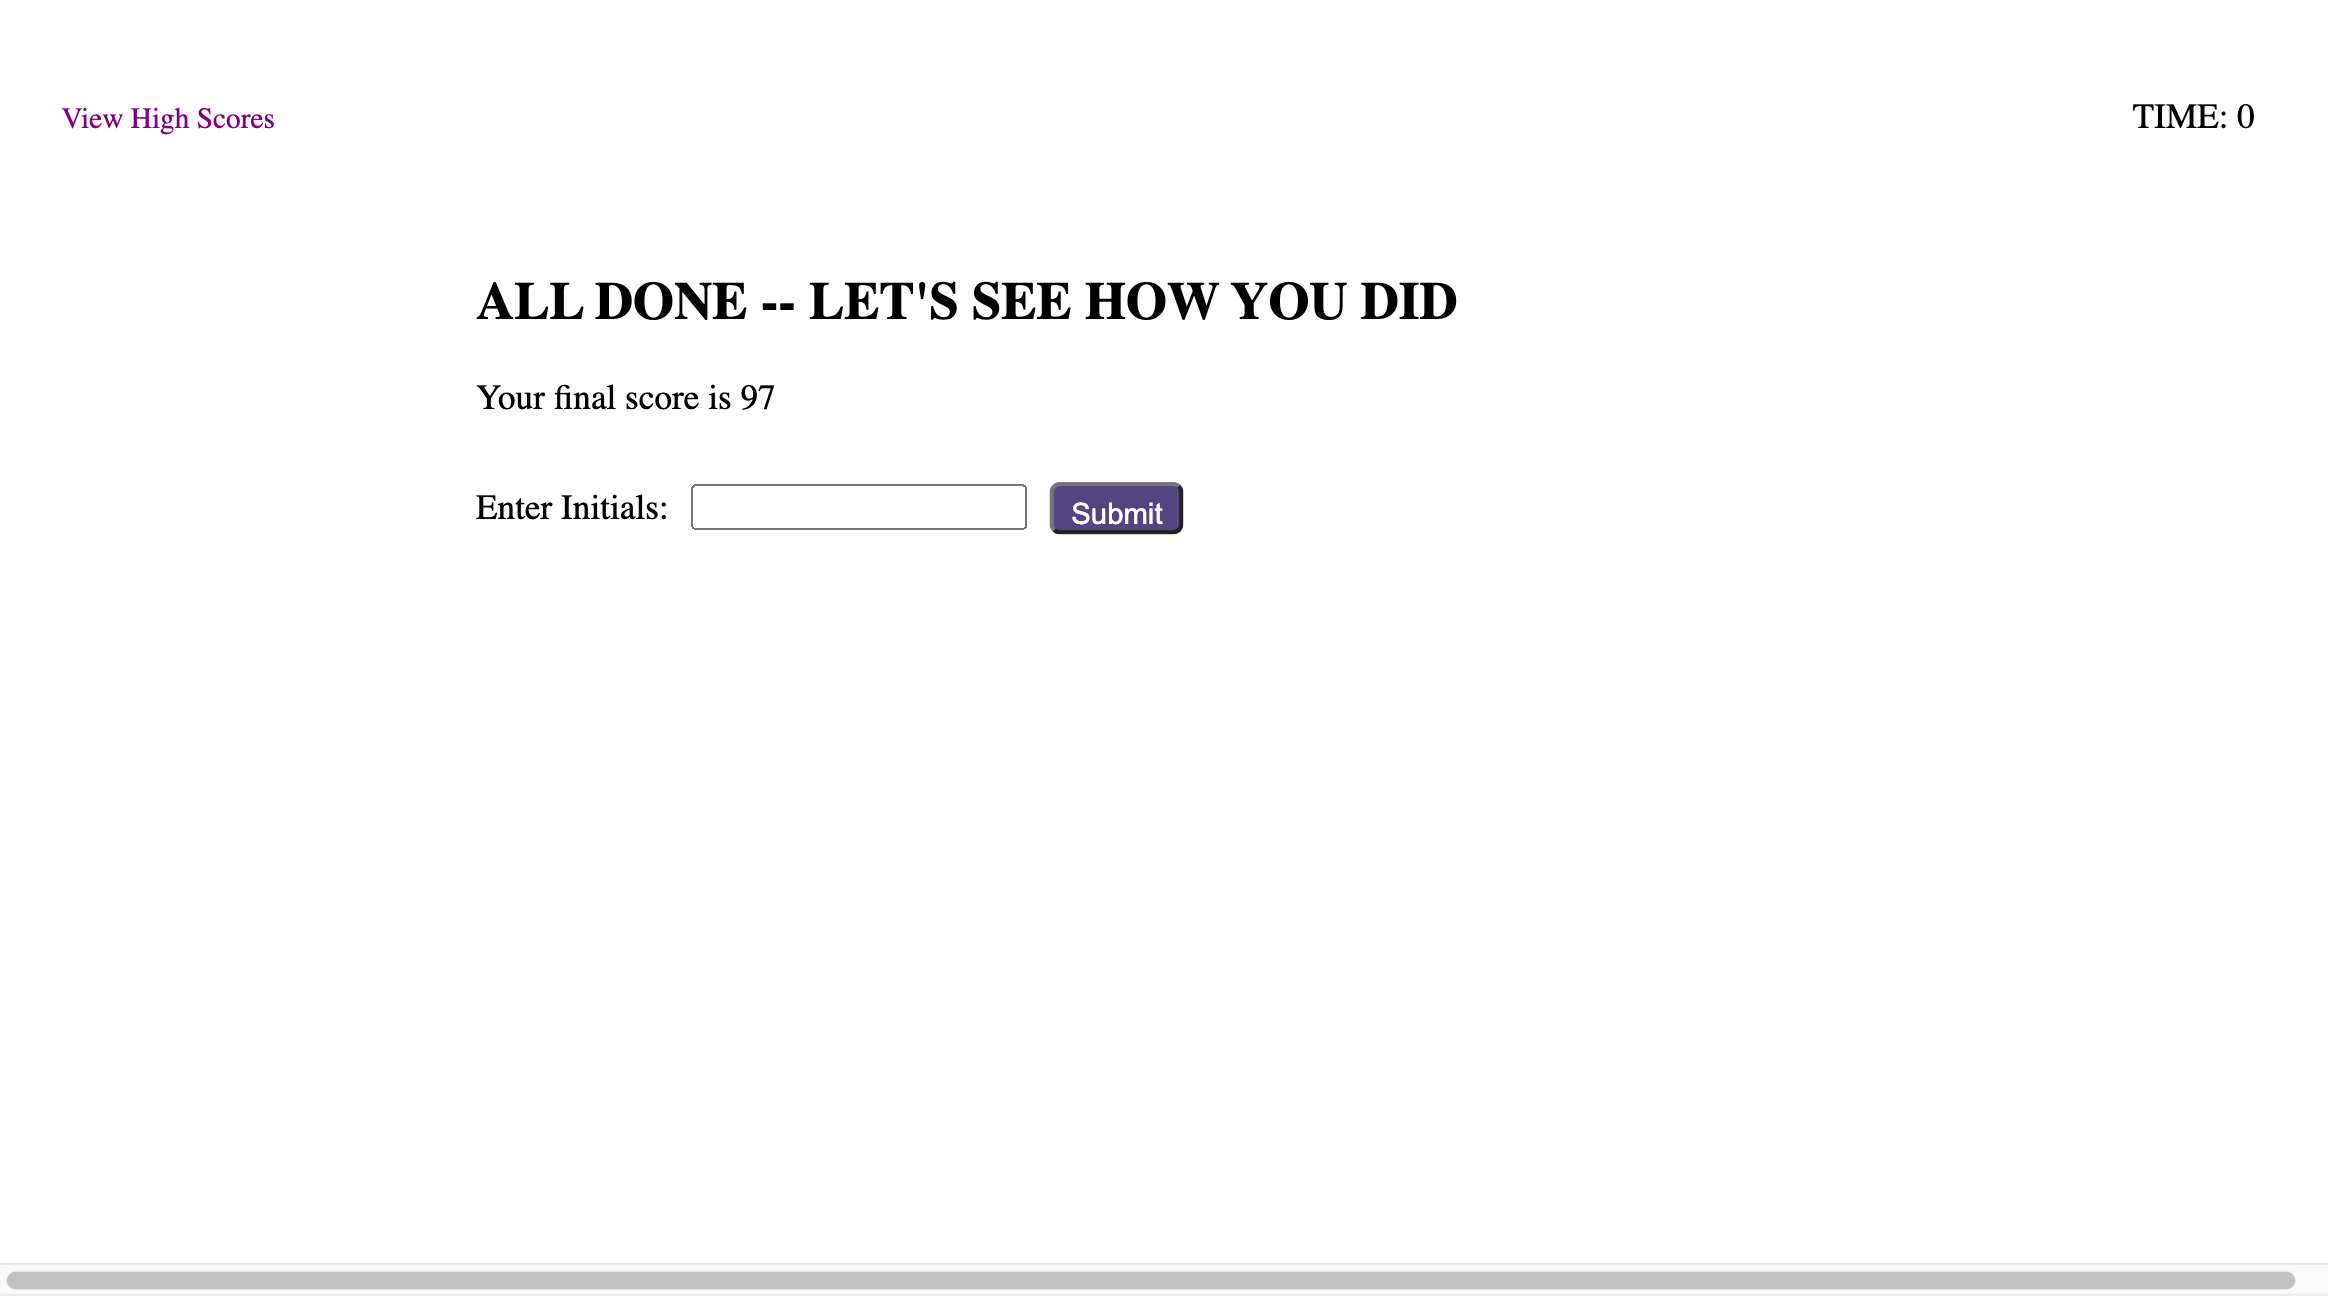 View High Scores
TIME: 0
ALL DONE -- LET'S SEE HOW YOU DID
Your final score is 97
Enter Initials:
Submit